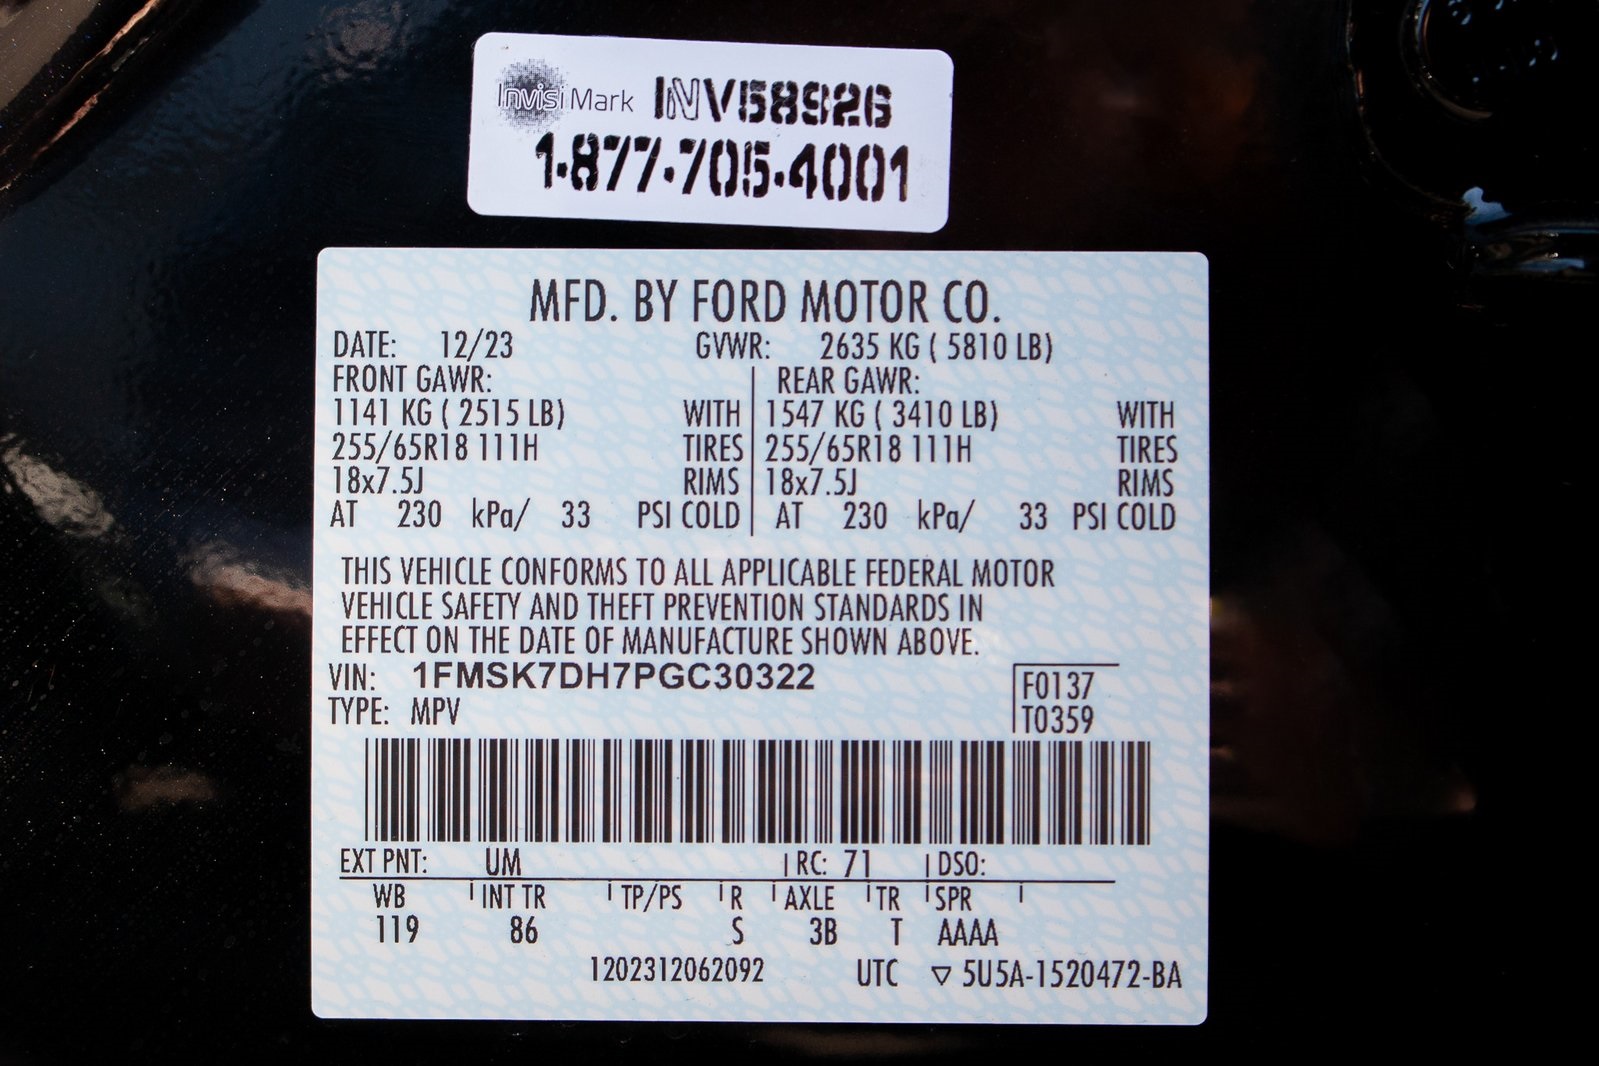 InvisiMark INV58926
1-877-705-4001
MFD. BY FORD MOTOR CO.
DATE: 12/23 GVWR: 2635 KG ( 5810 LB)
FRONT GAWR: REAR GAWR:
1141 KG ( 2515 LB) WITH 1547 KG ( 3410 LB) WITH
255/65R18 111H TIRES 255/65R18 111H TIRES
18x7.5J RIMS 18x7.5J RIMS
AT 230 kPa/ 33 PSI COLD AT 230 kPa/ 33 PSI COLD
THIS VEHICLE CONFORMS TO ALL APPLICABLE FEDERAL MOTOR
VEHICLE SAFETY AND THEFT PREVENTION STANDARDS IN
EFFECT ON THE DATE OF MANUFACTURE SHOWN ABOVE.
VIN: 1FMSK7DH7PGC30322
F0137
TYPE: MPV T0359
EXT PNT: UM RC: 71 DSO:
WB INT TR TP/PS R AXLE TR SPR
119 86 S 3B T AAAA
1202312062092 UTC ▽ 5U5A-1520472-BA